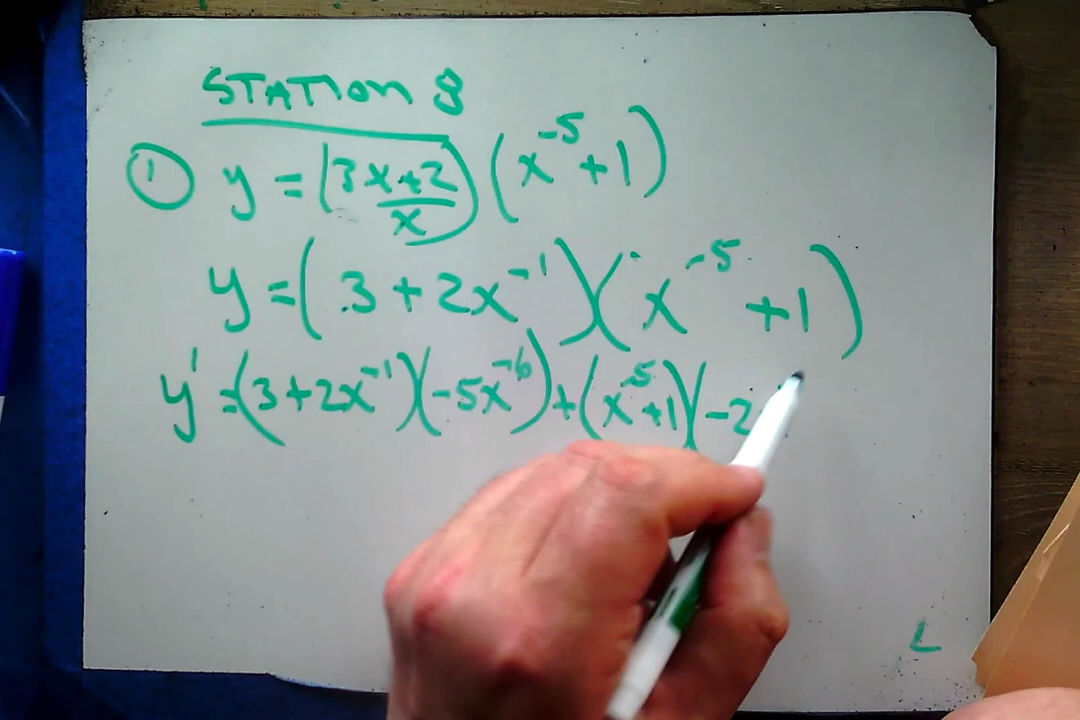 STATION 8
① y = (3x+2/x)(x⁻⁵+1)
y = (3+2x⁻¹)(x⁻⁵+1)
y' = (3+2x⁻¹)(-5x⁻⁶)+(x⁻⁵+1)(-2
L